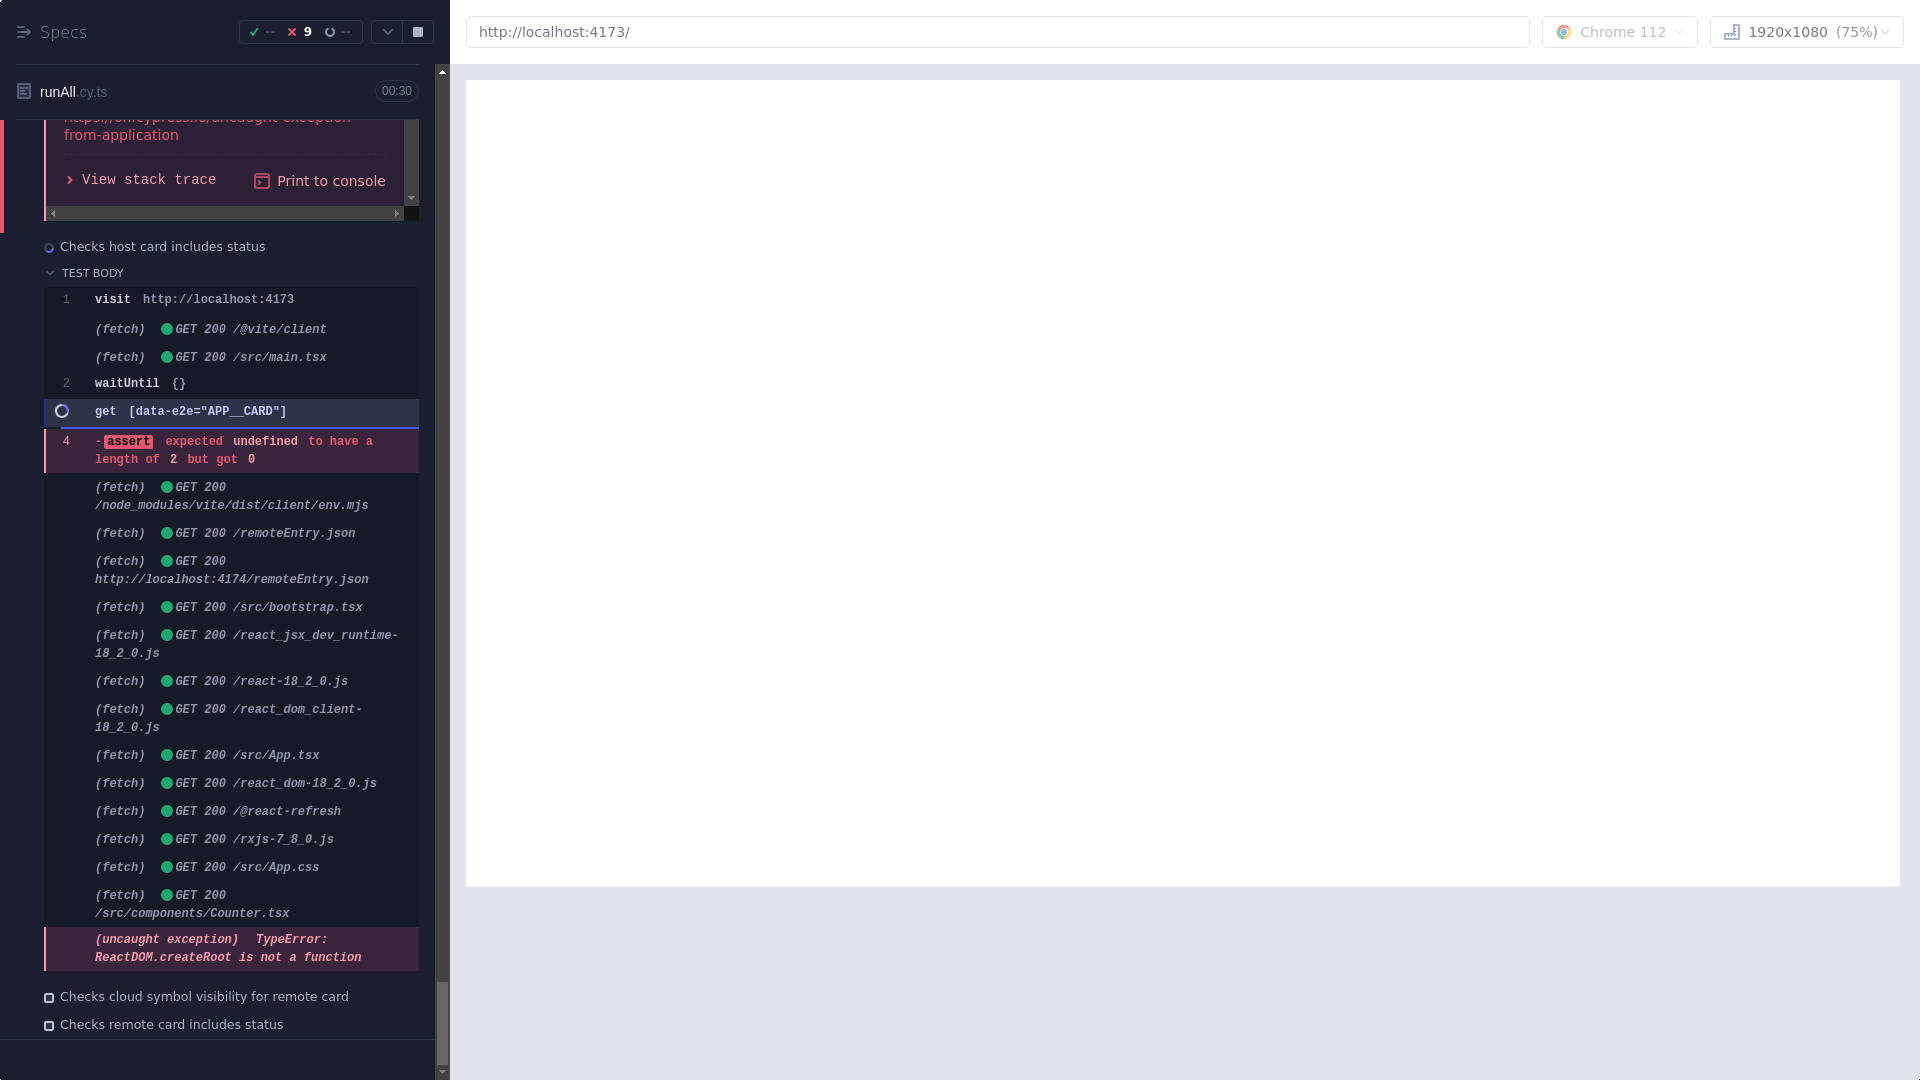 Specs
-- 9 --
http://localhost:4173/
Chrome 112
1920x1080 (75%)
runAll.cy.ts
00:30
https://on.cypress.io/uncaught-exception-
from-application
View stack trace
Print to console
Checks host card includes status
TEST BODY
1 visit http://localhost:4173
(fetch) GET 200 /@vite/client
(fetch) GET 200 /src/main.tsx
2 waitUntil {}
get [data-e2e="APP__CARD"]
4 -assert expected undefined to have a
length of 2 but got 0
(fetch) GET 200
/node_modules/vite/dist/client/env.mjs
(fetch) GET 200 /remoteEntry.json
(fetch) GET 200
http://localhost:4174/remoteEntry.json
(fetch) GET 200 /src/bootstrap.tsx
(fetch) GET 200 /react_jsx_dev_runtime-
18_2_0.js
(fetch) GET 200 /react-18_2_0.js
(fetch) GET 200 /react_dom_client-
18_2_0.js
(fetch) GET 200 /src/App.tsx
(fetch) GET 200 /react_dom-18_2_0.js
(fetch) GET 200 /@react-refresh
(fetch) GET 200 /rxjs-7_8_0.js
(fetch) GET 200 /src/App.css
(fetch) GET 200
/src/components/Counter.tsx
(uncaught exception) TypeError:
ReactDOM.createRoot is not a function
Checks cloud symbol visibility for remote card
Checks remote card includes status